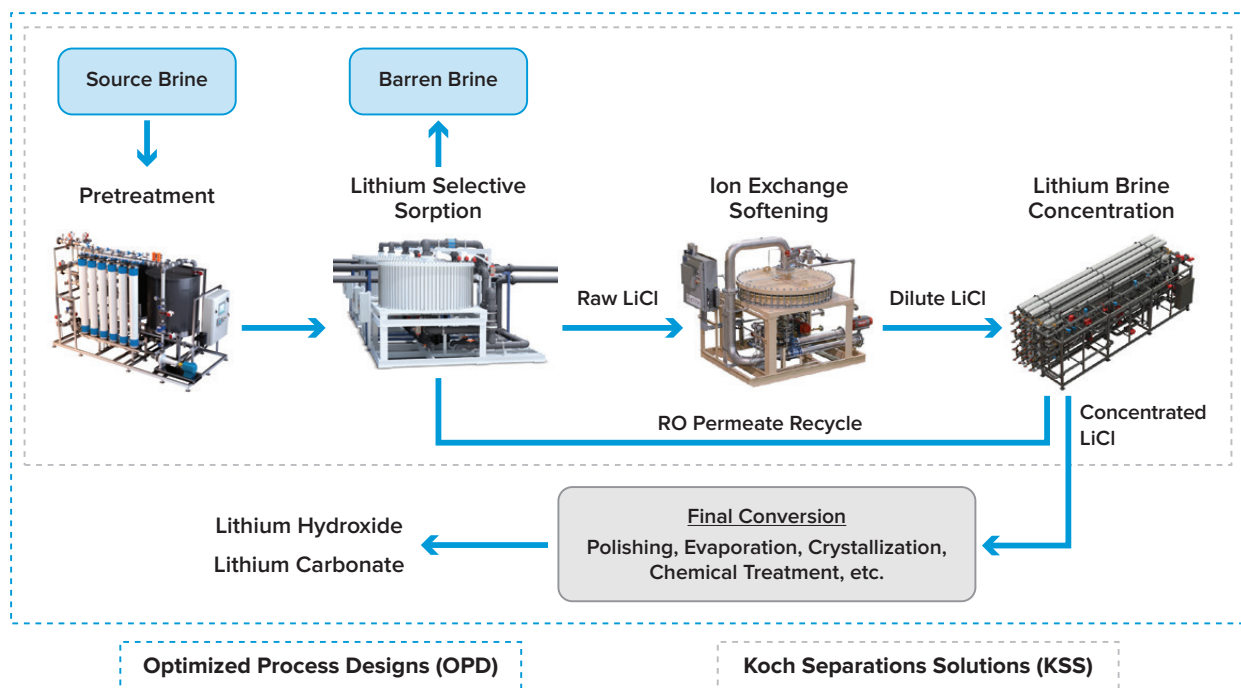 Source Brine
Barren Brine
Pretreatment
Lithium Selective
Sorption
Ion Exchange
Softening
Lithium Brine
Concentration
Raw LiCl
Dilute LiCl
RO Permeate Recycle
Concentrated
LiCl
Final Conversion
Polishing, Evaporation, Crystallization,
Chemical Treatment, etc.
Lithium Hydroxide
Lithium Carbonate
Optimized Process Designs (OPD)
Koch Separations Solutions (KSS)